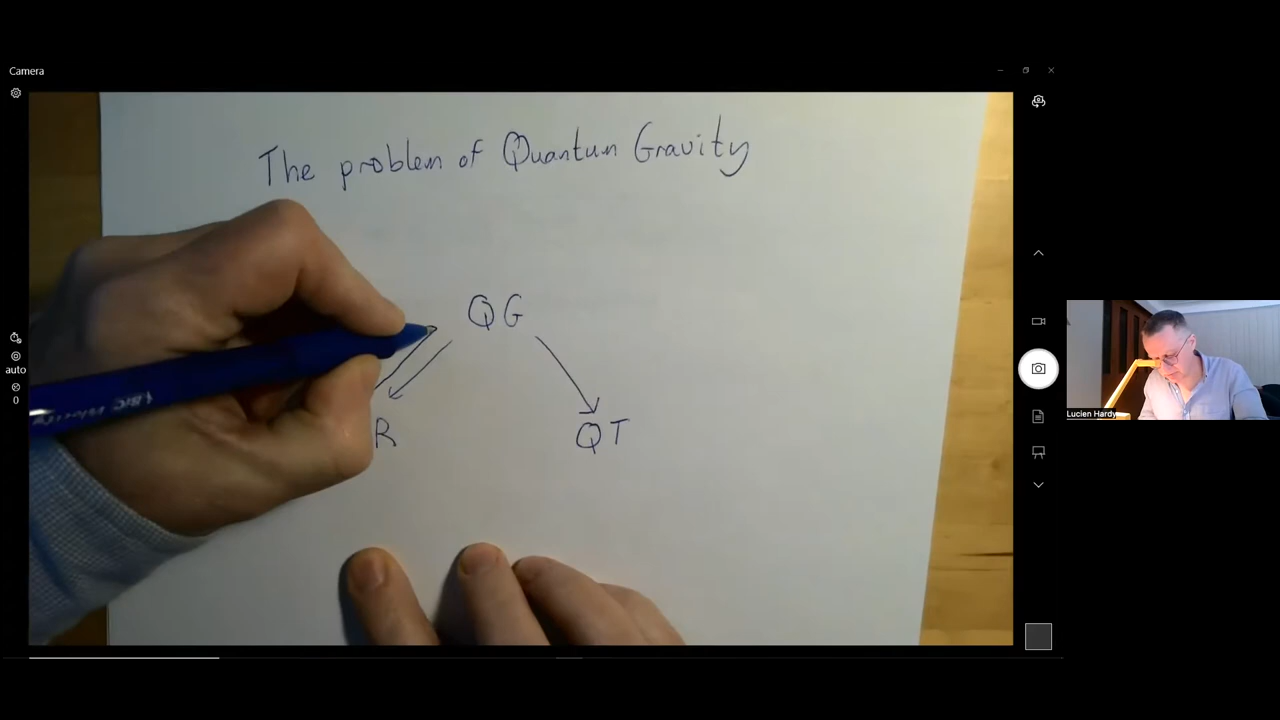 Camera
The problem of Quantum Gravity
QG
auto
0
R
QT
Lucien Hardy